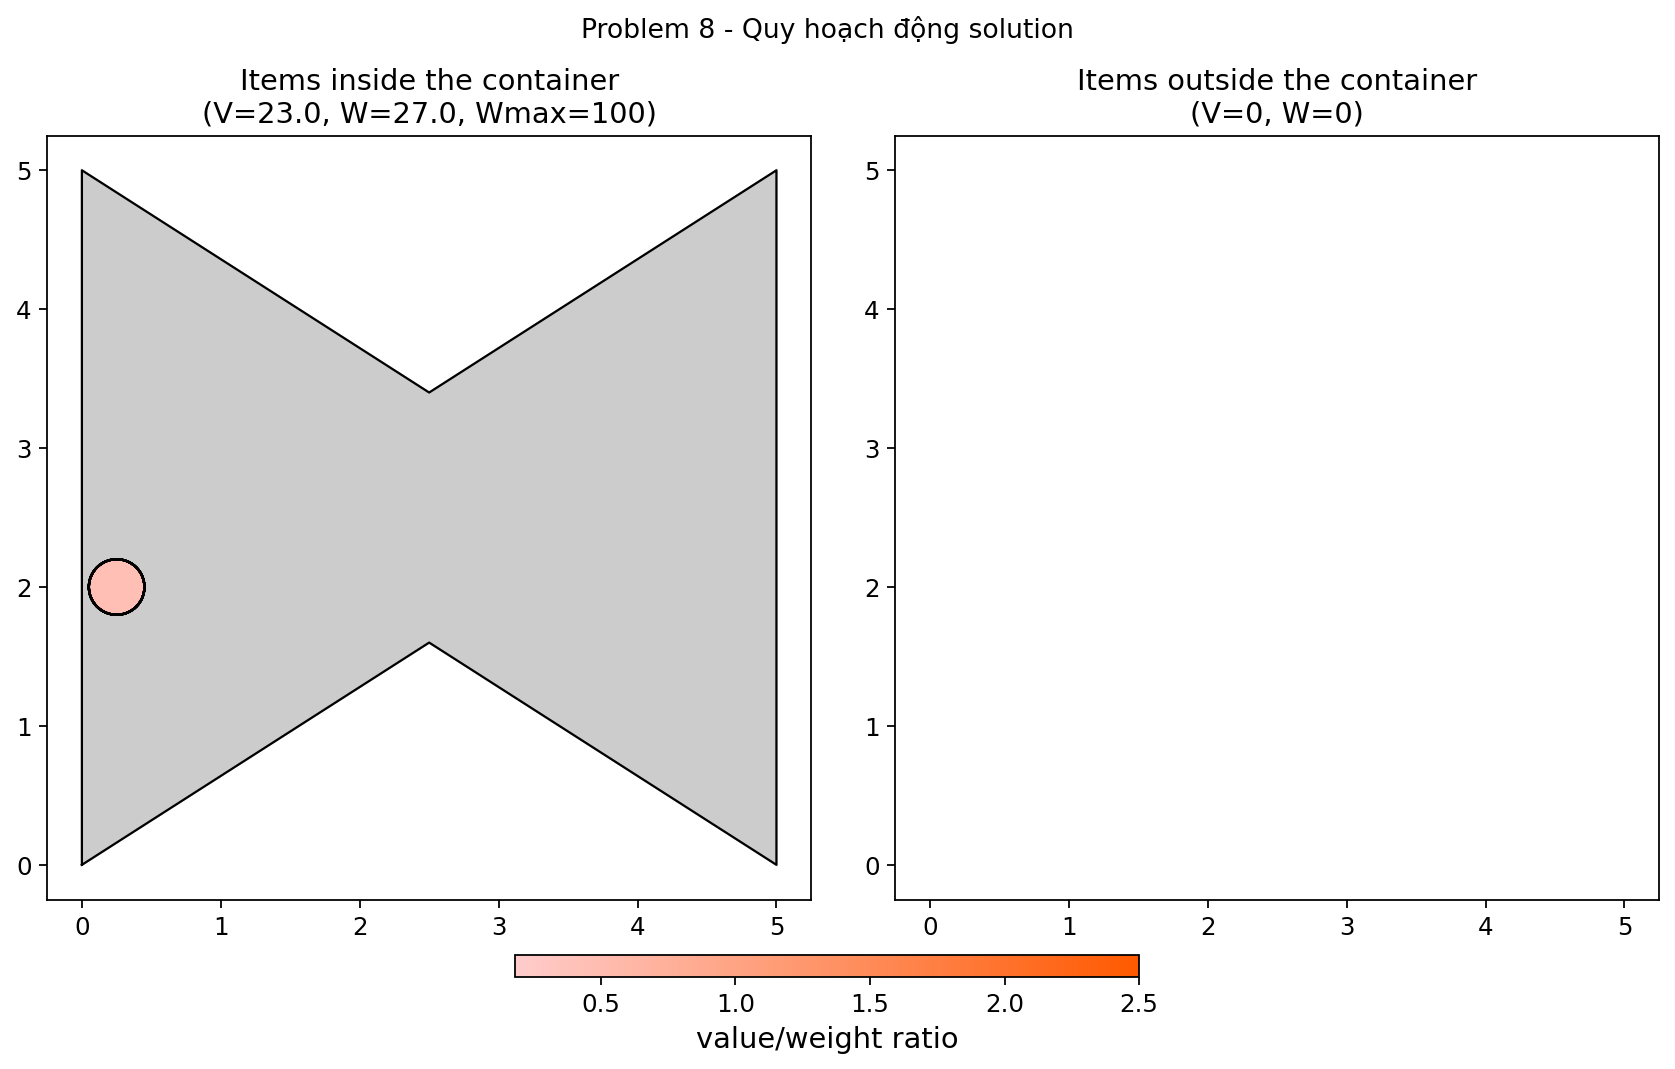 Problem 8 - Quy hoạch động solution
Items inside the container
(V=23.0, W=27.0, Wmax=100)
5
4
3
2
1
0
0 1 2 3 4 5
Items outside the container
(V=0, W=0)
5
4
3
2
1
0
0 1 2 3 4 5
0.5 1.0 1.5 2.0 2.5
value/weight ratio